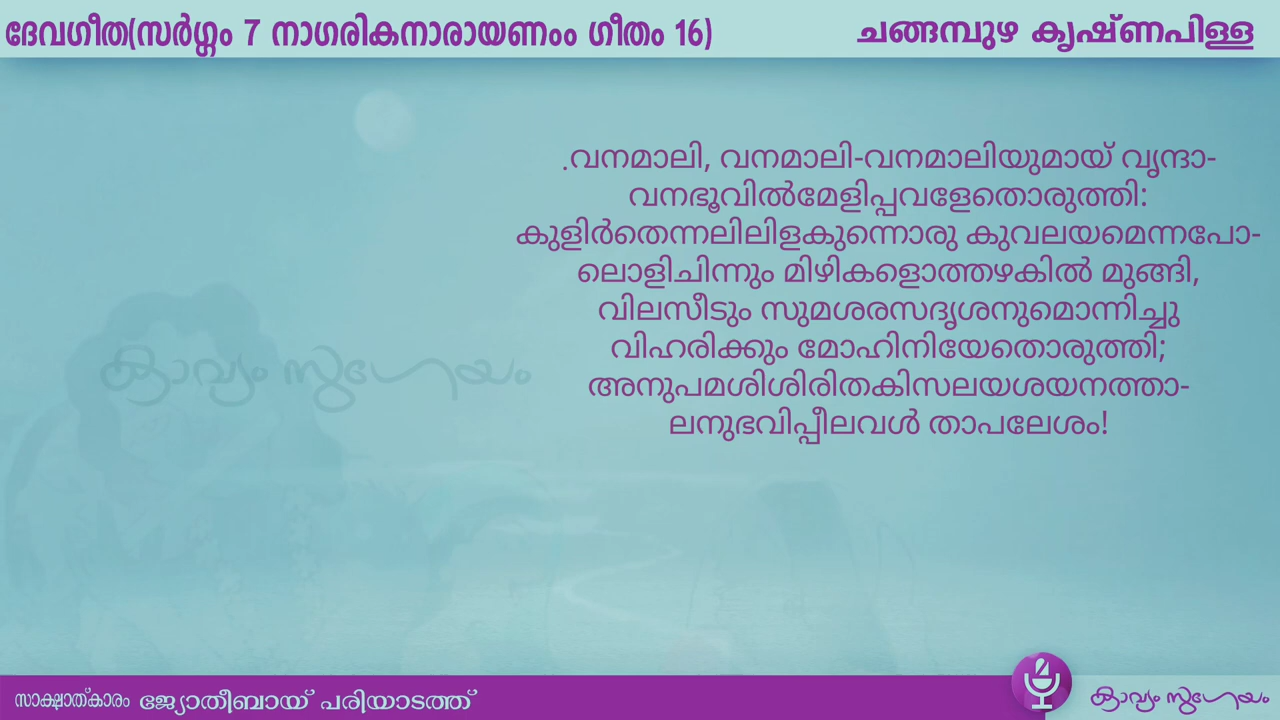 ദേവഗീത(സർഗ്ഗം 7 നാഗരികനാരായണംം ഗീതം 16)
ചങ്ങമ്പുഴ കൃഷ്ണപിള്ള
.വനമാലി, വനമാലി-വനമാലിയുമായ് വൃന്ദാ-
വനഭൂവിൽമേളിപ്പവളേതൊരുത്തി:
കുളിർതെന്നലിലിളകുന്നൊരു കുവലയമെന്നപോ-
ലൊളിചിന്നും മിഴികളൊത്തഴകിൽ മുങ്ങി,
വിലസീടും സുമശരസദൃശനുമൊന്നിച്ചു
വിഹരിക്കും മോഹിനിയേതൊരുത്തി;
അനുപമശിശിരിതകിസലയശയനത്താ-
ലനുഭവിപ്പീലവൾ താപലേശം!
കാവ്യം സുഗേയം
സാക്ഷാത്കാരം ജ്യോതീബായ് പരിയാടത്ത്
കാവ്യം സുഗേയം